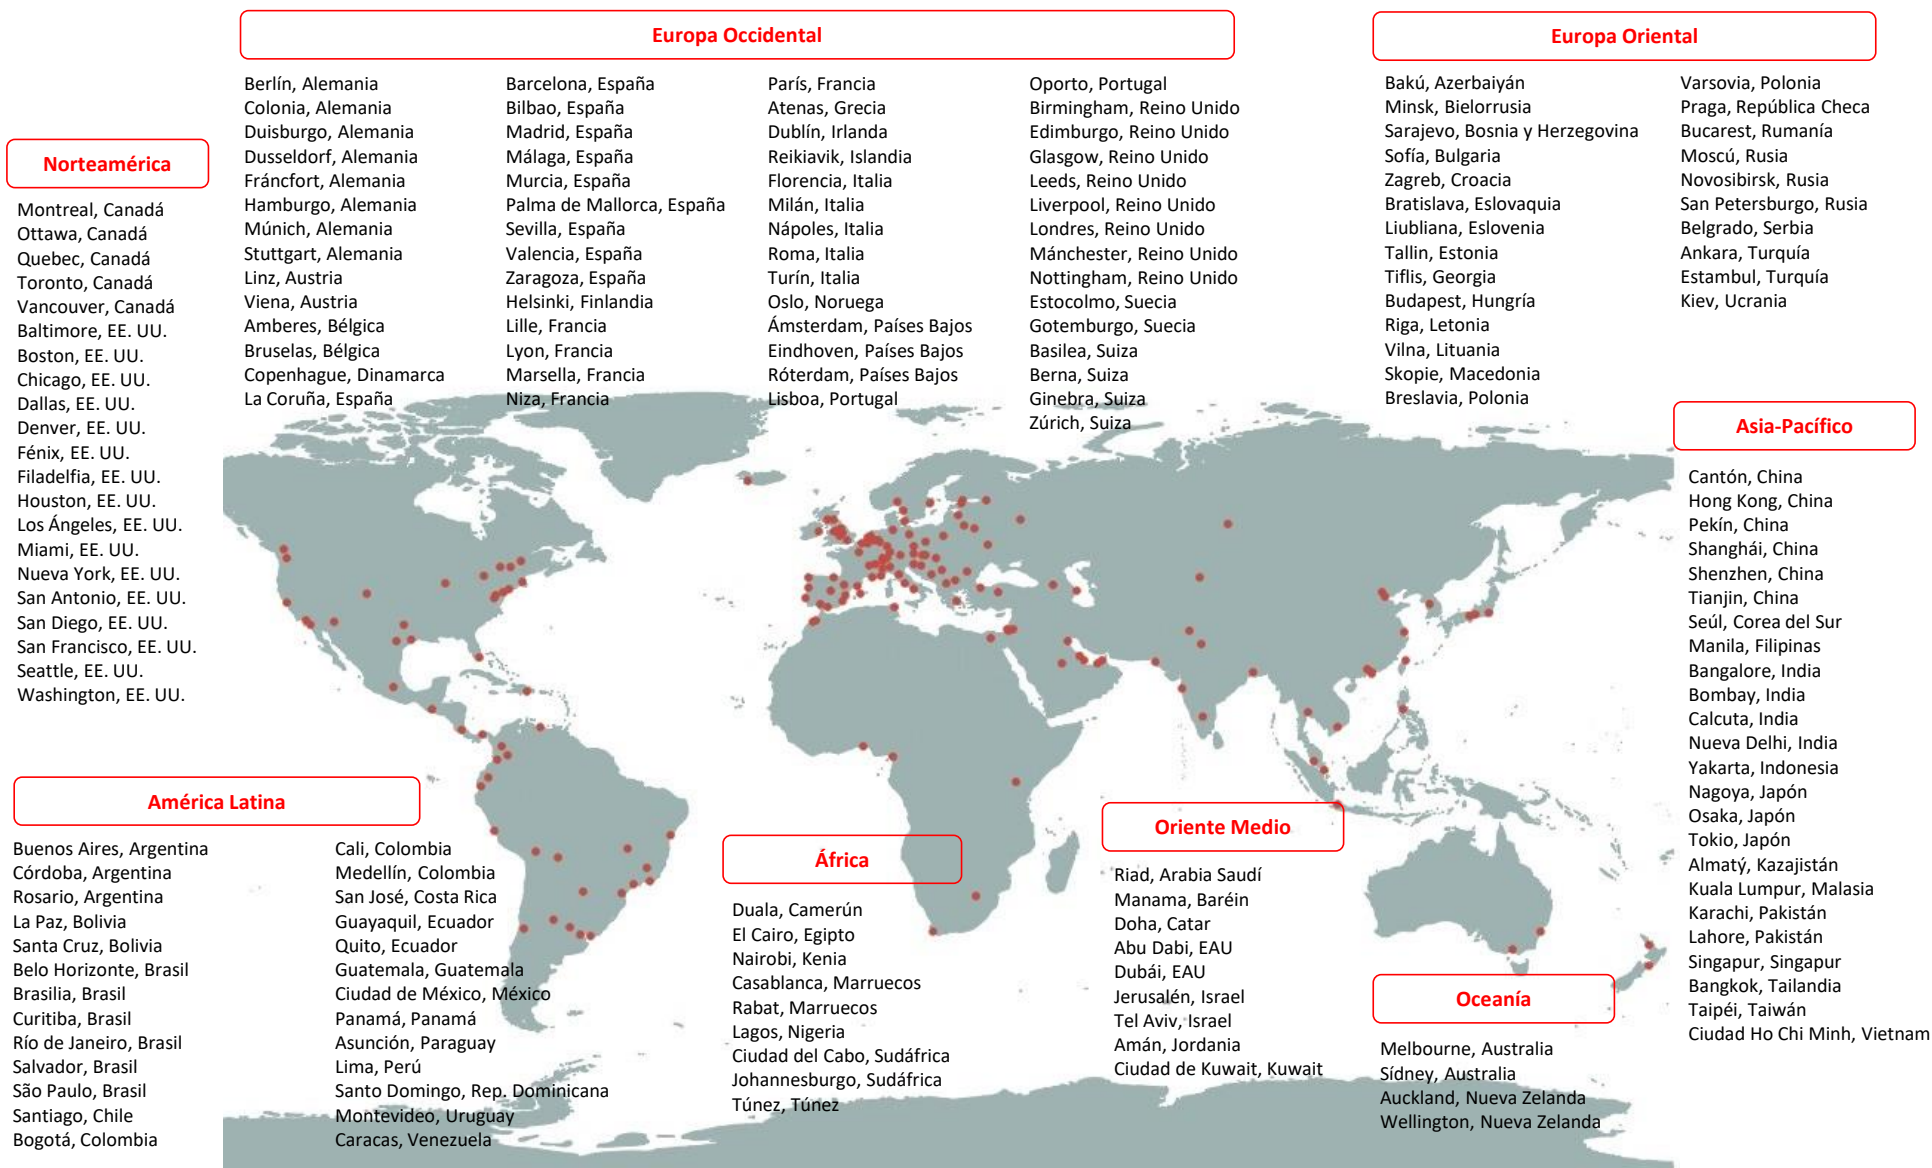 Europa Occidental
Berlín, Alemania
Colonia, Alemania
Duisburgo, Alemania
Dusseldorf, Alemania
Fráncfort, Alemania
Hamburgo, Alemania
Múnich, Alemania
Stuttgart, Alemania
Linz, Austria
Viena, Austria
Amberes, Bélgica
Bruselas, Bélgica
Copenhague, Dinamarca
La Coruña, España
Barcelona, España
Bilbao, España
Madrid, España
Málaga, España
Murcia, España
Palma de Mallorca, España
Sevilla, España
Valencia, España
Zaragoza, España
Helsinki, Finlandia
Lille, Francia
Lyon, Francia
Marsella, Francia
Niza, Francia
París, Francia
Atenas, Grecia
Dublín, Irlanda
Reikiavik, Islandia
Florencia, Italia
Milán, Italia
Nápoles, Italia
Roma, Italia
Turín, Italia
Oslo, Noruega
Ámsterdam, Países Bajos
Eindhoven, Países Bajos
Róterdam, Países Bajos
Lisboa, Portugal
Oporto, Portugal
Birmingham, Reino Unido
Edimburgo, Reino Unido
Glasgow, Reino Unido
Leeds, Reino Unido
Liverpool, Reino Unido
Londres, Reino Unido
Mánchester, Reino Unido
Nottingham, Reino Unido
Estocolmo, Suecia
Gotemburgo, Suecia
Basilea, Suiza
Berna, Suiza
Ginebra, Suiza
Zúrich, Suiza
Europa Oriental
Bakú, Azerbaiyán
Minsk, Bielorrusia
Sarajevo, Bosnia y Herzegovina
Sofía, Bulgaria
Zagreb, Croacia
Bratislava, Eslovaquia
Liubliana, Eslovenia
Tallin, Estonia
Tiflis, Georgia
Budapest, Hungría
Riga, Letonia
Vilna, Lituania
Skopie, Macedonia
Breslavia, Polonia
Varsovia, Polonia
Praga, República Checa
Bucarest, Rumanía
Moscú, Rusia
Novosibirsk, Rusia
San Petersburgo, Rusia
Belgrado, Serbia
Ankara, Turquía
Estambul, Turquía
Kiev, Ucrania
Norteamérica
Montreal, Canadá
Ottawa, Canadá
Quebec, Canadá
Toronto, Canadá
Vancouver, Canadá
Baltimore, EE. UU.
Boston, EE. UU.
Chicago, EE. UU.
Dallas, EE. UU.
Denver, EE. UU.
Fénix, EE. UU.
Filadelfia, EE. UU.
Houston, EE. UU.
Los Ángeles, EE. UU.
Miami, EE. UU.
Nueva York, EE. UU.
San Antonio, EE. UU.
San Diego, EE. UU.
San Francisco, EE. UU.
Seattle, EE. UU.
Washington, EE. UU.
Asia-Pacífico
Cantón, China
Hong Kong, China
Pekín, China
Shanghái, China
Shenzhen, China
Tianjin, China
Seúl, Corea del Sur
Manila, Filipinas
Bangalore, India
Bombay, India
Calcuta, India
Nueva Delhi, India
Yakarta, Indonesia
Nagoya, Japón
Osaka, Japón
Tokio, Japón
Almatý, Kazajistán
Kuala Lumpur, Malasia
Karachi, Pakistán
Lahore, Pakistán
Singapur, Singapur
Bangkok, Tailandia
Taipéi, Taiwán
Ciudad Ho Chi Minh, Vietnam
América Latina
Buenos Aires, Argentina
Córdoba, Argentina
Rosario, Argentina
La Paz, Bolivia
Santa Cruz, Bolivia
Belo Horizonte, Brasil
Brasilia, Brasil
Curitiba, Brasil
Río de Janeiro, Brasil
Salvador, Brasil
São Paulo, Brasil
Santiago, Chile
Bogotá, Colombia
Cali, Colombia
Medellín, Colombia
San José, Costa Rica
Guayaquil, Ecuador
Quito, Ecuador
Guatemala, Guatemala
Ciudad de México, México
Panamá, Panamá
Asunción, Paraguay
Lima, Perú
Santo Domingo, Rep. Dominicana
Montevideo, Uruguay
Caracas, Venezuela
África
Duala, Camerún
El Cairo, Egipto
Nairobi, Kenia
Casablanca, Marruecos
Rabat, Marruecos
Lagos, Nigeria
Ciudad del Cabo, Sudáfrica
Johannesburgo, Sudáfrica
Túnez, Túnez
Oriente Medio
Riad, Arabia Saudí
Manama, Baréin
Doha, Catar
Abu Dabi, EAU
Dubái, EAU
Jerusalén, Israel
Tel Aviv, Israel
Amán, Jordania
Ciudad de Kuwait, Kuwait
Oceanía
Melbourne, Australia
Sídney, Australia
Auckland, Nueva Zelanda
Wellington, Nueva Zelanda